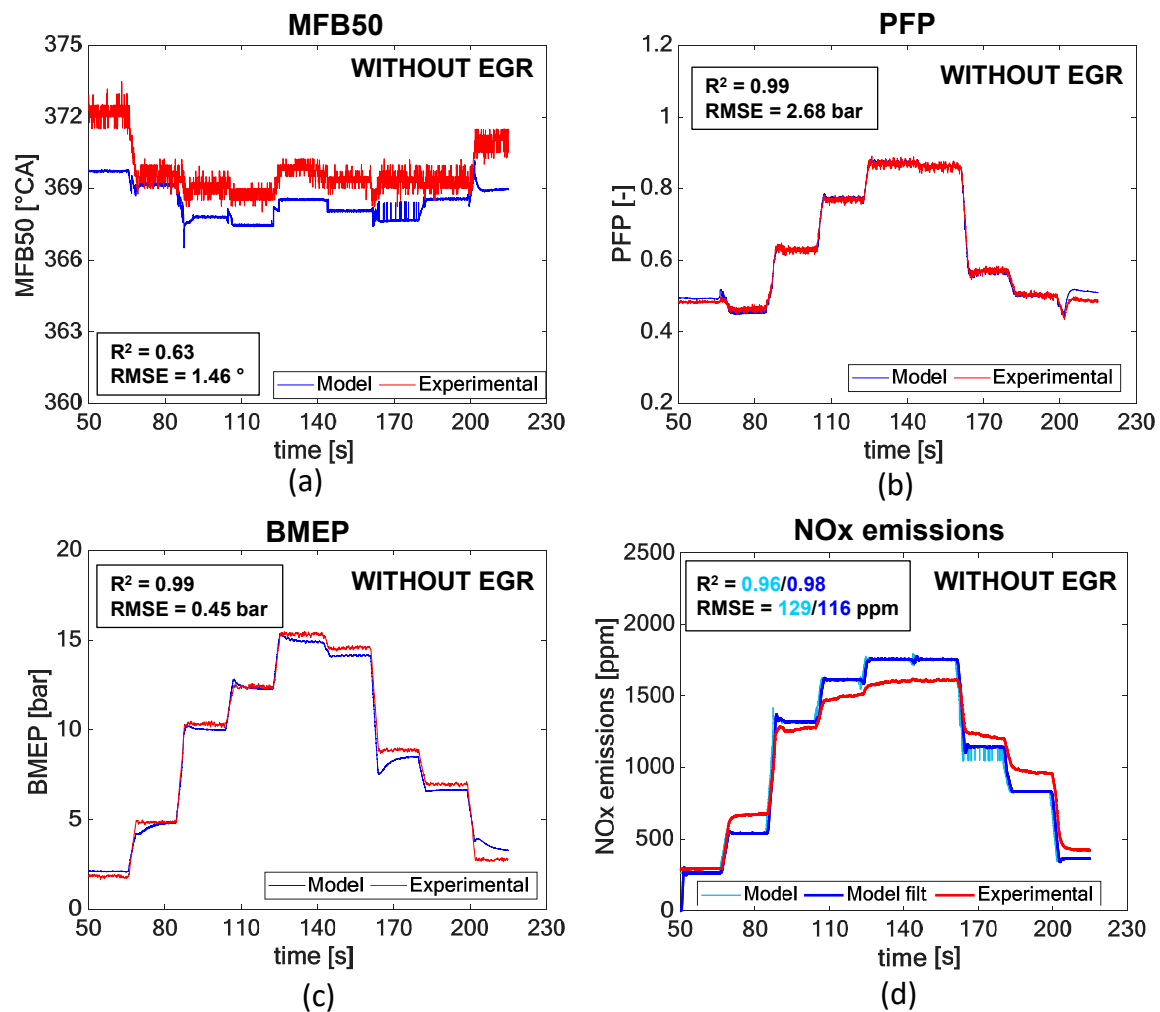 MFB50
WITHOUT EGR
375
372
369
366
363
360
MFB50 [°CA]
R² = 0.63
RMSE = 1.46 °
Model Experimental
50 80 110 140 170 200 230
time [s]
(a)
PFP
WITHOUT EGR
1.2
1
0.8
0.6
0.4
0.2
PFP [-]
R² = 0.99
RMSE = 2.68 bar
Model Experimental
50 80 110 140 170 200 230
time [s]
(b)
BMEP
WITHOUT EGR
20
15
10
5
0
BMEP [bar]
R² = 0.99
RMSE = 0.45 bar
Model Experimental
50 80 110 140 170 200 230
time [s]
(c)
NOx emissions
WITHOUT EGR
2500
2000
1500
1000
500
0
NOx emissions [ppm]
R² = 0.96/0.98
RMSE = 129/116 ppm
Model Model filt Experimental
50 80 110 140 170 200 230
time [s]
(d)